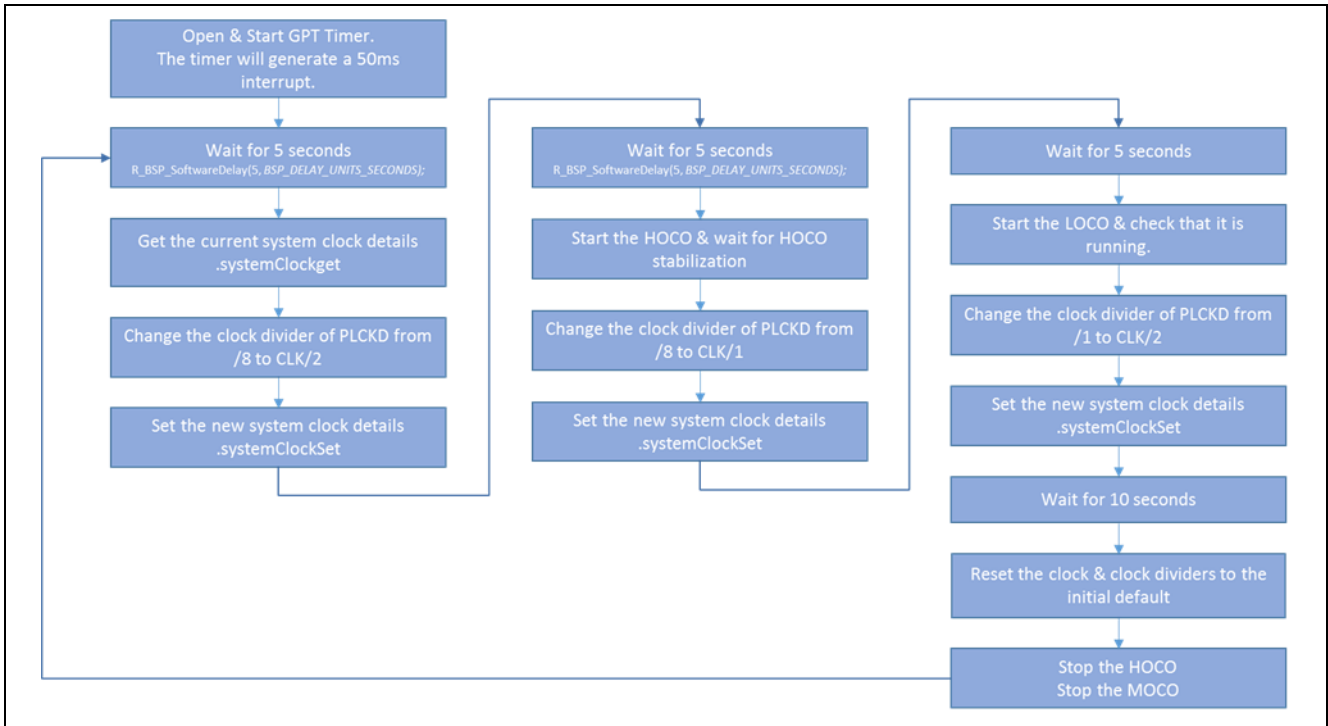 Open & Start GPT Timer.
The timer will generate a 50ms
interrupt.
Wait for 5 seconds
R_BSP_SoftwareDelay(5, BSP_DELAY_UNITS_SECONDS);
Get the current system clock details
.systemClockget
Change the clock divider of PLCKD from
/8 to CLK/2
Set the new system clock details
.systemClockSet
Wait for 5 seconds
R_BSP_SoftwareDelay(5, BSP_DELAY_UNITS_SECONDS);
Start the HOCO & wait for HOCO
stabilization
Change the clock divider of PLCKD from
/8 to CLK/1
Set the new system clock details
.systemClockSet
Wait for 5 seconds
Start the LOCO & check that it is
running.
Change the clock divider of PLCKD from
/1 to CLK/2
Set the new system clock details
.systemClockSet
Wait for 10 seconds
Reset the clock & clock dividers to the
initial default
Stop the HOCO
Stop the MOCO